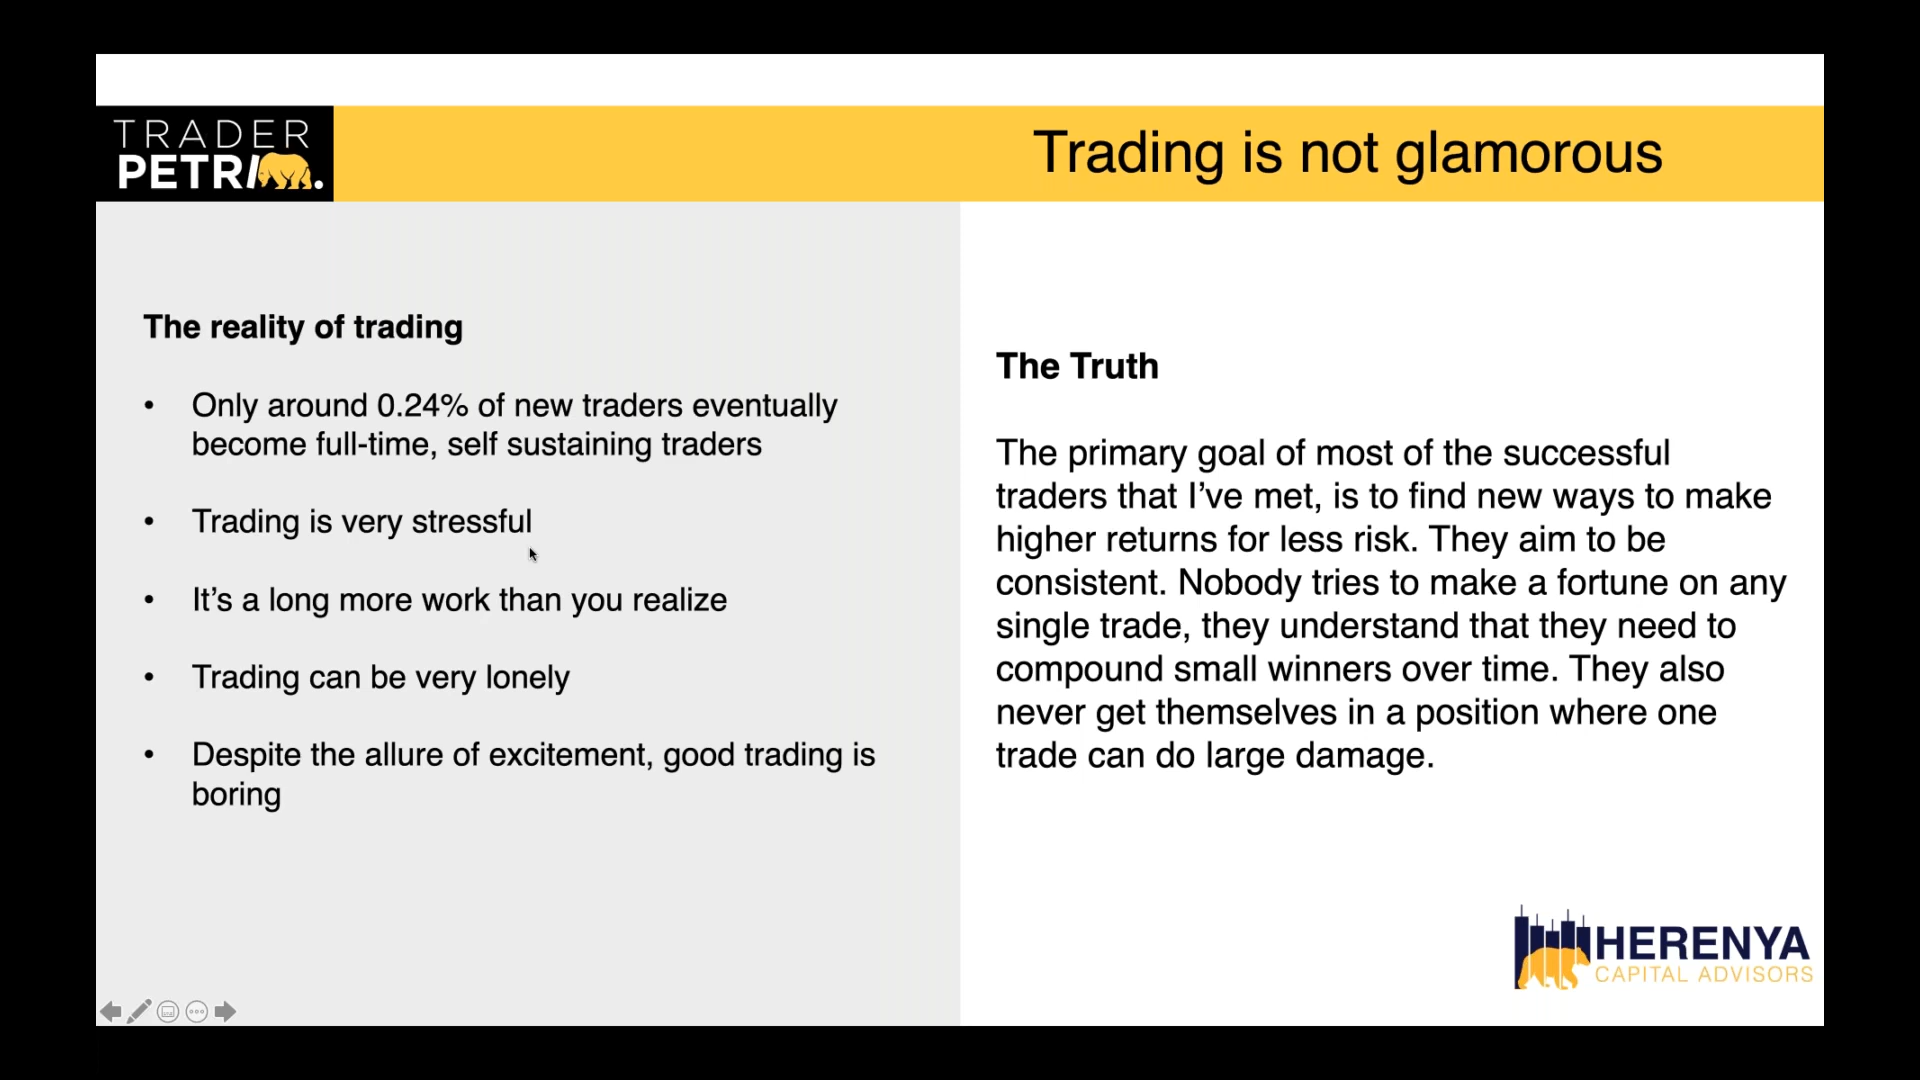 TRADER
PETRI.
Trading is not glamorous
The reality of trading
• Only around 0.24% of new traders eventually
become full-time, self sustaining traders
• Trading is very stressful
• It’s a long more work than you realize
• Trading can be very lonely
• Despite the allure of excitement, good trading is
boring
The Truth
The primary goal of most of the successful
traders that I’ve met, is to find new ways to make
higher returns for less risk. They aim to be
consistent. Nobody tries to make a fortune on any
single trade, they understand that they need to
compound small winners over time. They also
never get themselves in a position where one
trade can do large damage.
HERENYA
CAPITAL ADVISORS